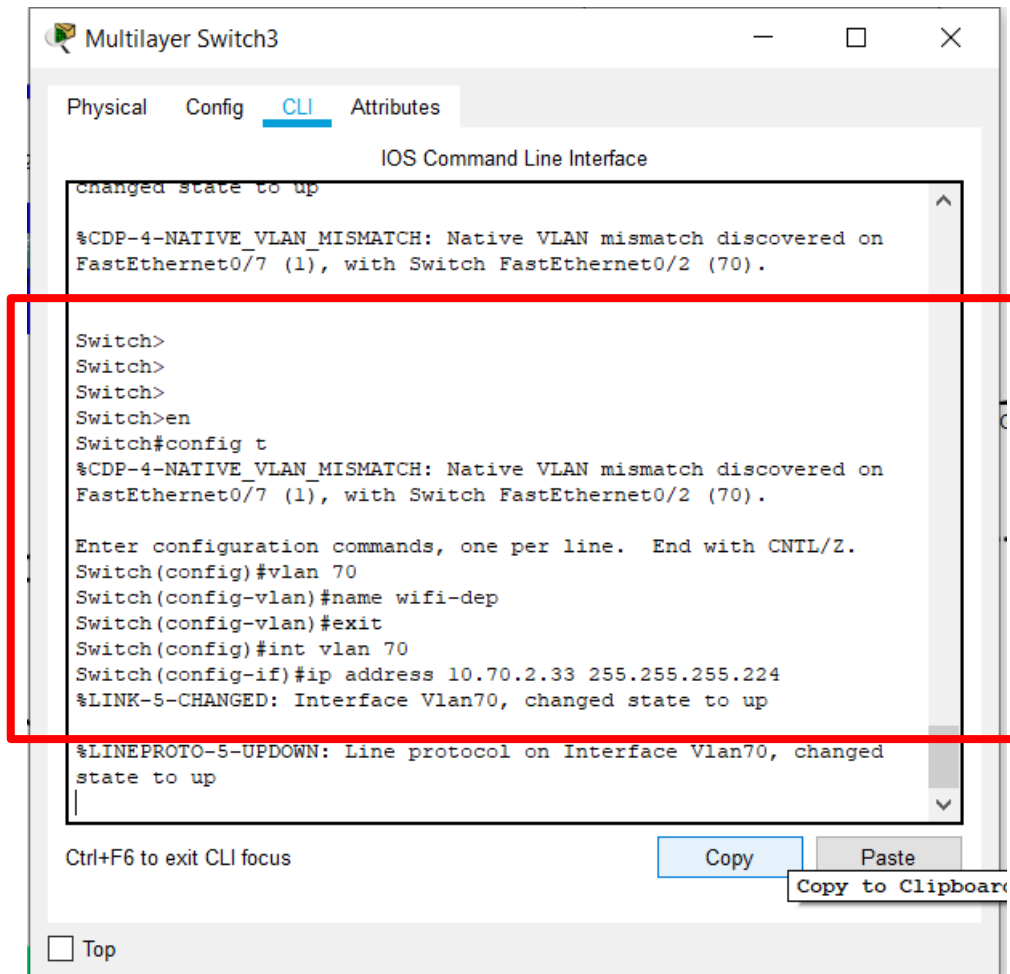 Multilayer Switch3
Physical Config CLI Attributes
IOS Command Line Interface
changed state to up
%CDP-4-NATIVE_VLAN_MISMATCH: Native VLAN mismatch discovered on
FastEthernet0/7 (1), with Switch FastEthernet0/2 (70).
Switch>
Switch>
Switch>
Switch>en
Switch#config t
%CDP-4-NATIVE_VLAN_MISMATCH: Native VLAN mismatch discovered on
FastEthernet0/7 (1), with Switch FastEthernet0/2 (70).
Enter configuration commands, one per line.  End with CNTL/Z.
Switch(config)#vlan 70
Switch(config-vlan)#name wifi-dep
Switch(config-vlan)#exit
Switch(config)#int vlan 70
Switch(config-if)#ip address 10.70.2.33 255.255.255.224
%LINK-5-CHANGED: Interface Vlan70, changed state to up
%LINEPROTO-5-UPDOWN: Line protocol on Interface Vlan70, changed
state to up
Ctrl+F6 to exit CLI focus
Copy Paste
Copy to Clipboard
Top